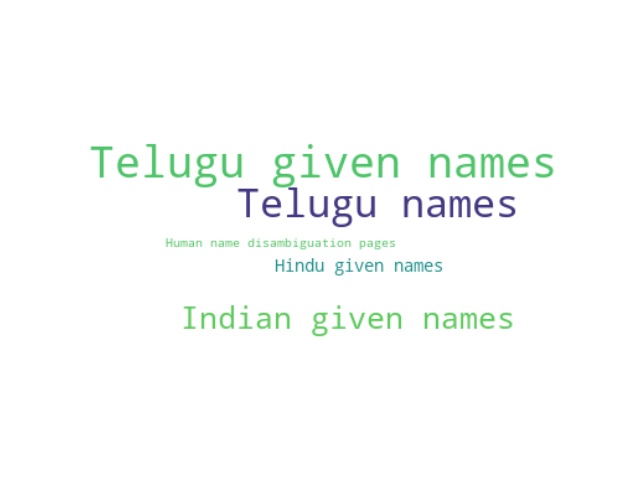 Telugu given names
Telugu names
Human name disambiguation pages
Hindu given names
Indian given names